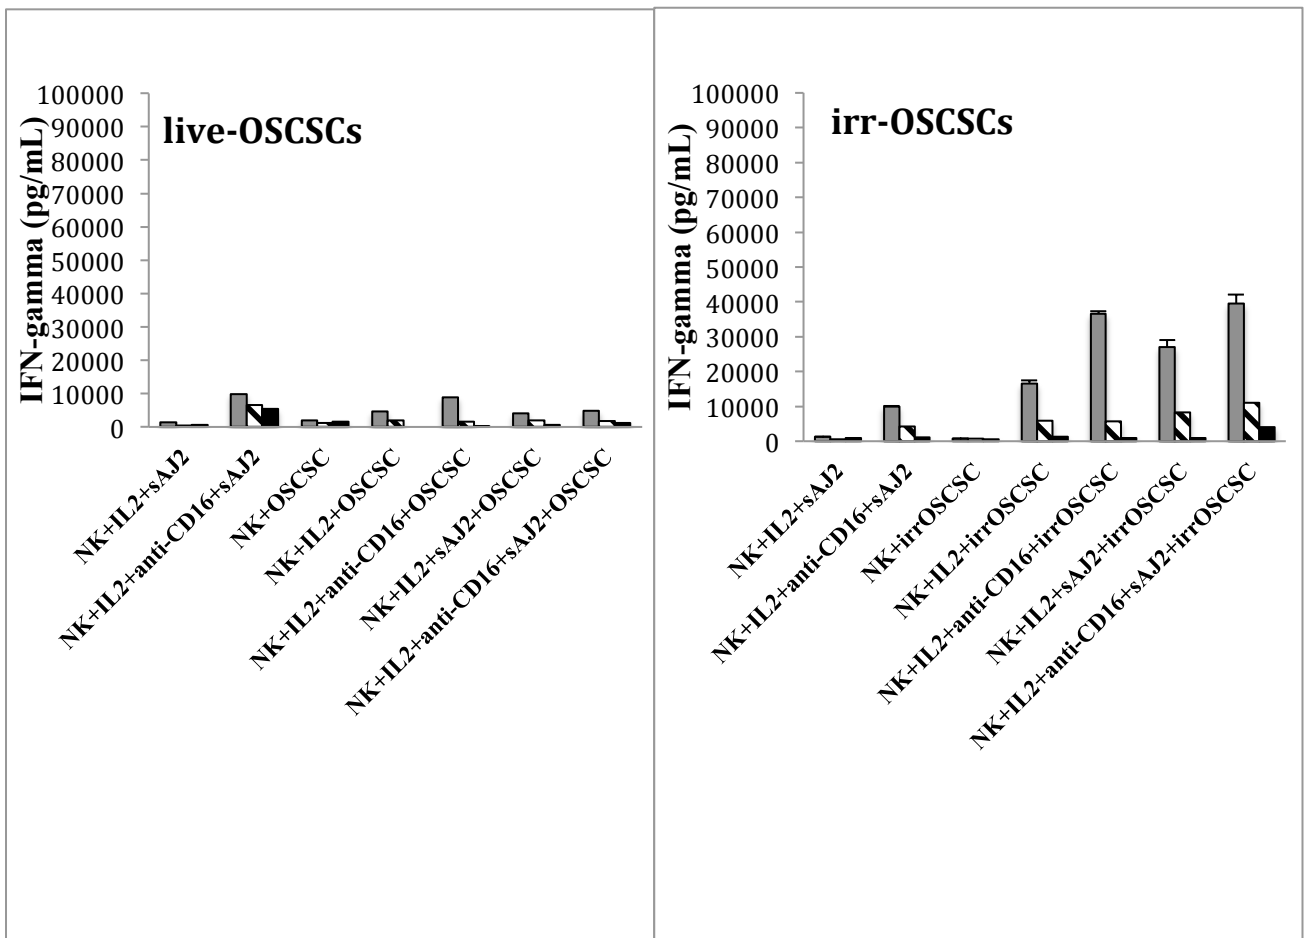 live-OSCSCs
IFN-gamma (pg/mL)
100000
90000
80000
70000
60000
50000
40000
30000
20000
10000
0
NK+IL2+sAJ2
NK+IL2+anti-CD16+sAJ2
NK+OSCSC
NK+IL2+OSCSC
NK+IL2+anti-CD16+OSCSC
NK+IL2+sAJ2+OSCSC
NK+IL2+anti-CD16+sAJ2+OSCSC
irr-OSCSCs
IFN-gamma (pg/mL)
100000
90000
80000
70000
60000
50000
40000
30000
20000
10000
0
NK+IL2+sAJ2
NK+IL2+anti-CD16+sAJ2
NK+irrOSCSC
NK+IL2+irrOSCSC
NK+IL2+anti-CD16+irrOSCSC
NK+IL2+sAJ2+irrOSCSC
NK+IL2+anti-CD16+sAJ2+irrOSCSC